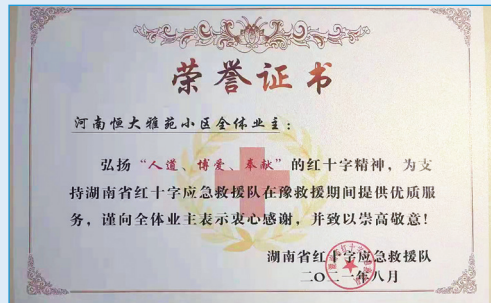 荣誉证书
河南恒大雅苑小区全体业主：
弘扬“人道、博爱、奉献”的红十字精神，为支
持湖南省红十字应急救援队在豫救援期间提供优质服
务，谨向全体业主表示衷心感谢，并致以崇高敬意！
湖南省红十字应急救援队
二〇二一年八月